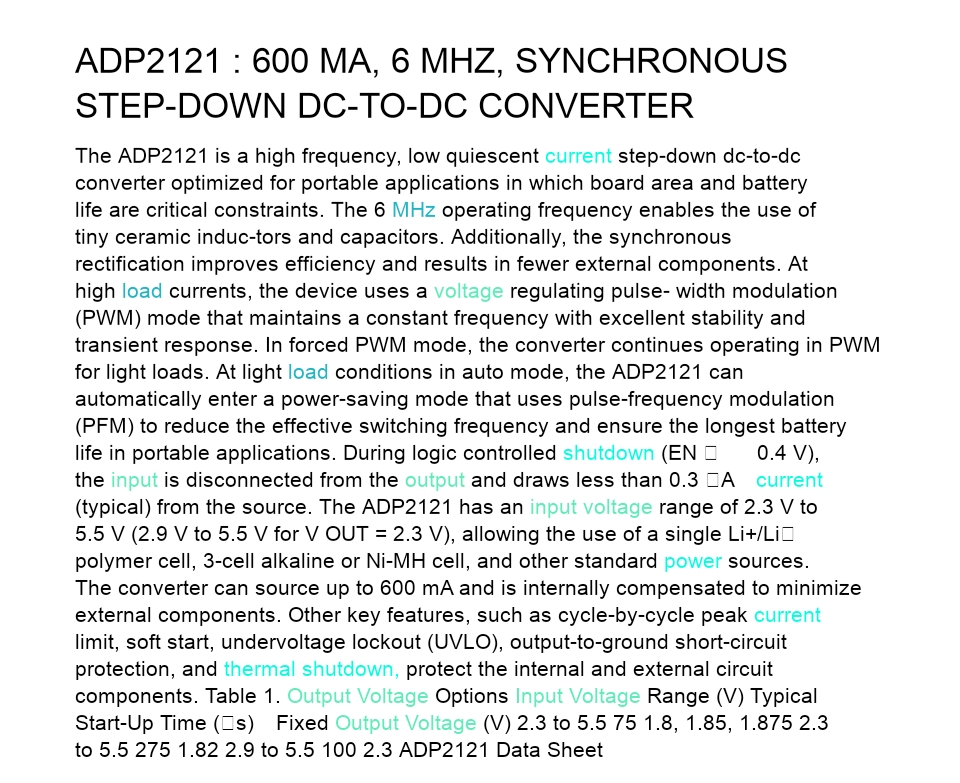 ADP2121 : 600 MA, 6 MHZ, SYNCHRONOUS
STEP-DOWN DC-TO-DC CONVERTER
The ADP2121 is a high frequency, low quiescent current step-down dc-to-dc
converter optimized for portable applications in which board area and battery
life are critical constraints. The 6 MHz operating frequency enables the use of
tiny ceramic induc-tors and capacitors. Additionally, the synchronous
rectification improves efficiency and results in fewer external components. At
high load currents, the device uses a voltage regulating pulse- width modulation
(PWM) mode that maintains a constant frequency with excellent stability and
transient response. In forced PWM mode, the converter continues operating in PWM
for light loads. At light load conditions in auto mode, the ADP2121 can
automatically enter a power-saving mode that uses pulse-frequency modulation
(PFM) to reduce the effective switching frequency and ensure the longest battery
life in portable applications. During logic controlled shutdown (EN □ 0.4 V),
the input is disconnected from the output and draws less than 0.3 □A current
(typical) from the source. The ADP2121 has an input voltage range of 2.3 V to
5.5 V (2.9 V to 5.5 V for V OUT = 2.3 V), allowing the use of a single Li+/Li□
polymer cell, 3-cell alkaline or Ni-MH cell, and other standard power sources.
The converter can source up to 600 mA and is internally compensated to minimize
external components. Other key features, such as cycle-by-cycle peak current
limit, soft start, undervoltage lockout (UVLO), output-to-ground short-circuit
protection, and thermal shutdown, protect the internal and external circuit
components. Table 1. Output Voltage Options Input Voltage Range (V) Typical
Start-Up Time (□s) Fixed Output Voltage (V) 2.3 to 5.5 75 1.8, 1.85, 1.875 2.3
to 5.5 275 1.82 2.9 to 5.5 100 2.3 ADP2121 Data Sheet